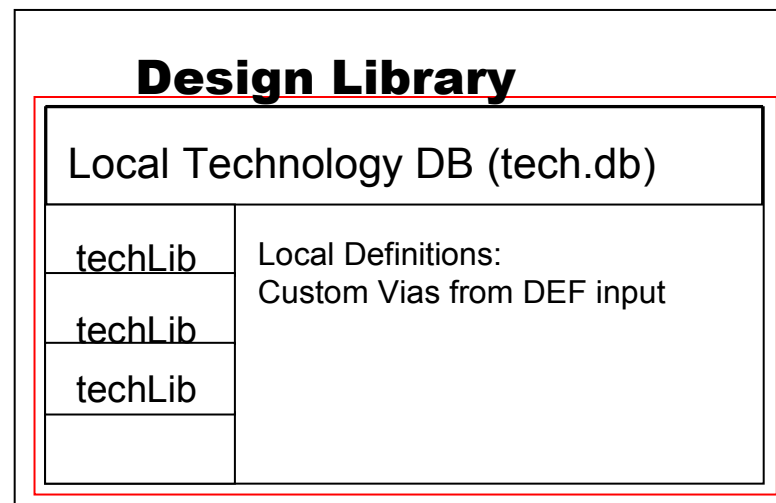 Design Library
Local Technology DB (tech.db)
techLib
Local Definitions:
Custom Vias from DEF input
techLib
techLib